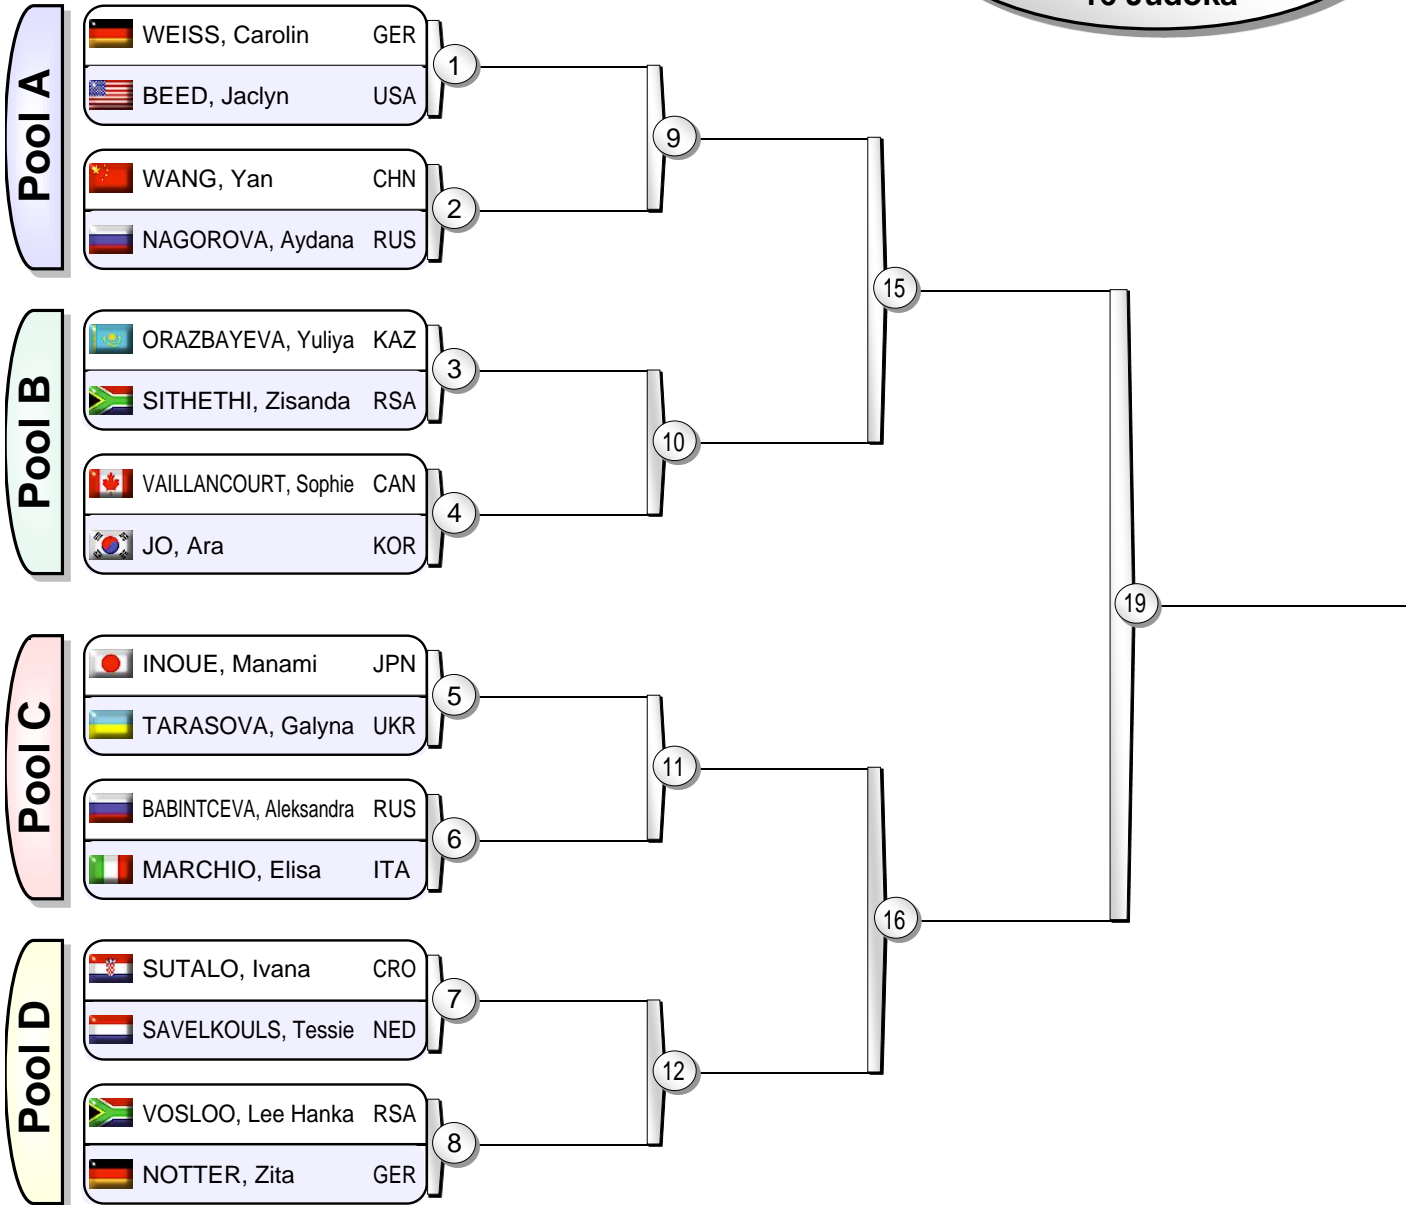 16 Judoka
Pool A
WEISS, Carolin GER
1
BEED, Jaclyn USA
9
WANG, Yan CHN
2
NAGOROVA, Aydana RUS
15
Pool B
ORAZBAYEVA, Yuliya KAZ
3
SITHETHI, Zisanda RSA
10
VAILLANCOURT, Sophie CAN
4
JO, Ara KOR
19
Pool C
INOUE, Manami JPN
5
TARASOVA, Galyna UKR
11
BABINTCEVA, Aleksandra RUS
6
MARCHIO, Elisa ITA
16
Pool D
SUTALO, Ivana CRO
7
SAVELKOULS, Tessie NED
12
VOSLOO, Lee Hanka RSA
8
NOTTER, Zita GER